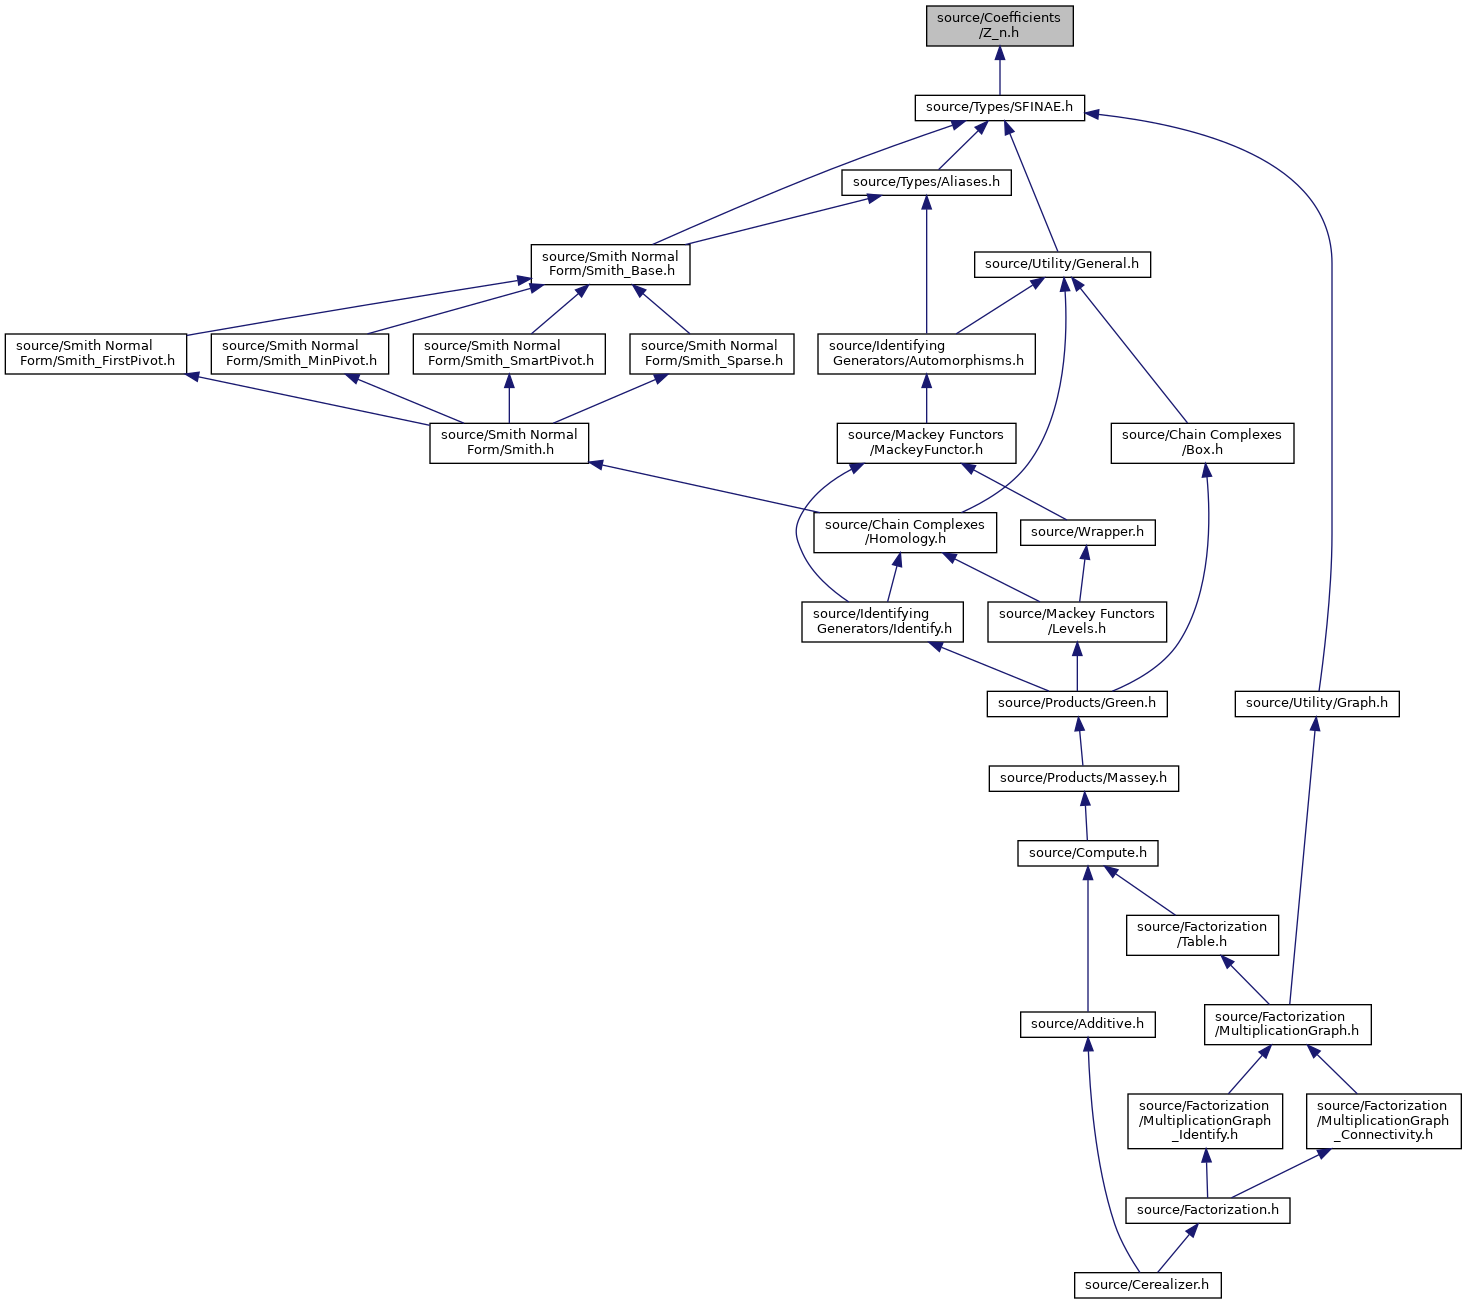 source/Coefficients
/Z_n.h
source/Types/SFINAE.h
source/Types/Aliases.h
source/Smith Normal
Form/Smith_Base.h
source/Utility/General.h
source/Smith Normal
Form/Smith_FirstPivot.h
source/Smith Normal
Form/Smith_MinPivot.h
source/Smith Normal
Form/Smith_SmartPivot.h
source/Smith Normal
Form/Smith_Sparse.h
source/Identifying
Generators/Automorphisms.h
source/Smith Normal
Form/Smith.h
source/Mackey Functors
/MackeyFunctor.h
source/Chain Complexes
/Box.h
source/Chain Complexes
/Homology.h
source/Wrapper.h
source/Identifying
Generators/Identify.h
source/Mackey Functors
/Levels.h
source/Products/Green.h
source/Utility/Graph.h
source/Products/Massey.h
source/Compute.h
source/Factorization
/Table.h
source/Additive.h
source/Factorization
/MultiplicationGraph.h
source/Factorization
/MultiplicationGraph
_Identify.h
source/Factorization
/MultiplicationGraph
_Connectivity.h
source/Factorization.h
source/Cerealizer.h